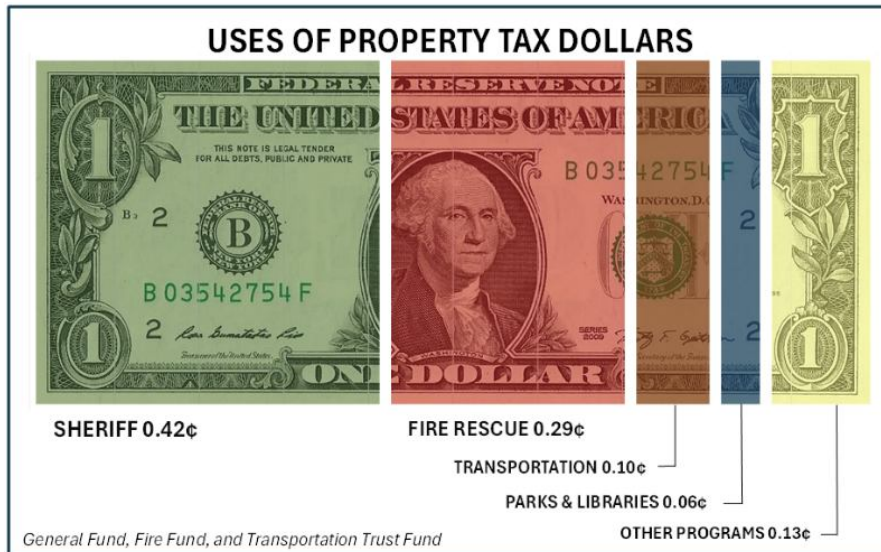 USES OF PROPERTY TAX DOLLARS
FEDERAL RESERVE NOTE
THE UNITED STATES OF AMERICA
THIS NOTE IS LEGAL TENDER
FOR ALL DEBTS, PUBLIC AND PRIVATE
1
1
B 03542754
WASHINGTON, D.C
B
2
2
B
B 03542754 F
2
2
SERIES
2009
1
1
WASHINGTON
ONE DOLLAR
SHERIFF 0.42¢
FIRE RESCUE 0.29¢
TRANSPORTATION 0.10¢
PARKS & LIBRARIES 0.06¢
OTHER PROGRAMS 0.13¢
General Fund, Fire Fund, and Transportation Trust Fund